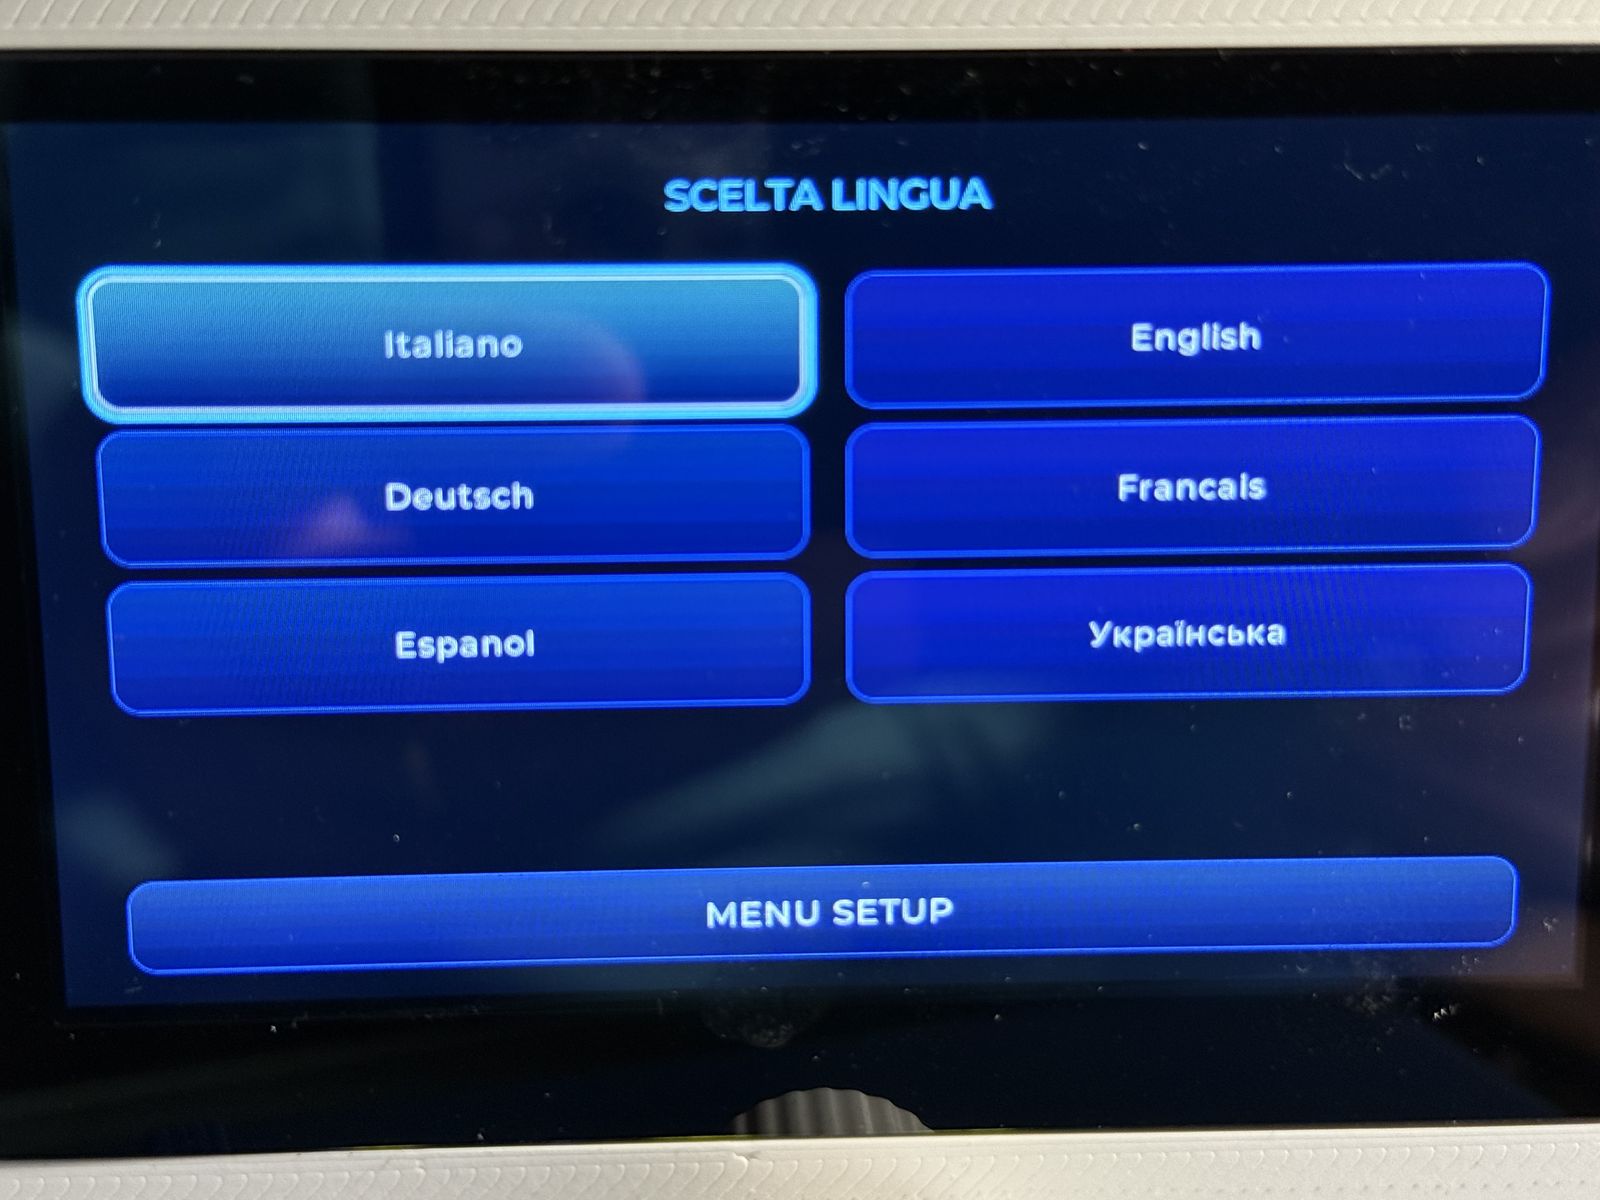 SCELTA LINGUA
Italiano
English
Deutsch
Francais
Espanol
Українська
MENU SETUP